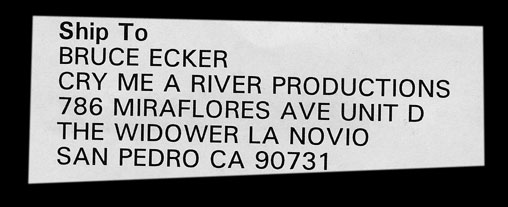 Ship To
BRUCE ECKER
CRY ME A RIVER PRODUCTIONS
786 MIRAFLORES AVE UNIT D
THE WIDOWER LA NOVIO
SAN PEDRO CA 90731